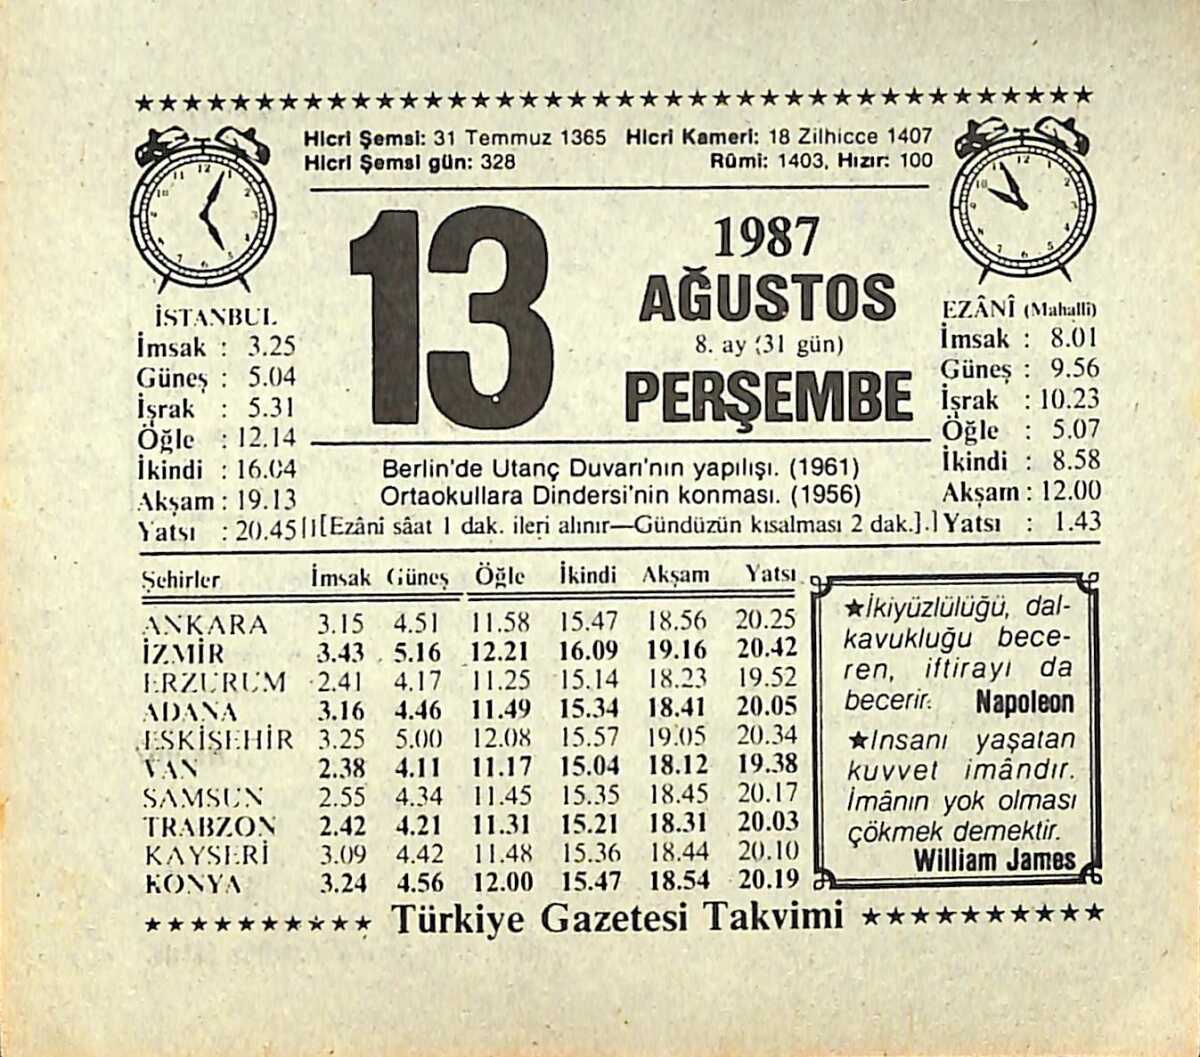 Hicri Şemsi: 31 Temmuz 1365 Hicri Kameri: 18 Zilhicce 1407
Hicri Şemsi gün: 328 Rûmi: 1403, Hızır: 100
13
1987
AĞUSTOS
8. ay (31 gün)
PERŞEMBE
İSTANBUL
İmsak : 3.25
Güneş : 5.04
İşrak : 5.31
Öğle : 12.14
İkindi : 16.04
Akşam : 19.13
Yatsı : 20.45
EZÂNÎ (Mahallî)
İmsak : 8.01
Güneş : 9.56
İşrak : 10.23
Öğle : 5.07
İkindi : 8.58
Akşam : 12.00
Yatsı : 1.43
Berlin'de Utanç Duvarı'nın yapılışı. (1961)
Ortaokullara Dindersi'nin konması. (1956)
[Ezânî sâat 1 dak. ileri alınır—Gündüzün kısalması 2 dak.].
Şehirler İmsak Güneş Öğle İkindi Akşam Yatsı
ANKARA 3.15 4.51 11.58 15.47 18.56 20.25
İZMİR 3.43 5.16 12.21 16.09 19.16 20.42
ERZURUM 2.41 4.17 11.25 15.14 18.23 19.52
ADANA 3.16 4.46 11.49 15.34 18.41 20.05
ESKİŞEHİR 3.25 5.00 12.08 15.57 19.05 20.34
VAN 2.38 4.11 11.17 15.04 18.12 19.38
SAMSUN 2.55 4.34 11.45 15.35 18.45 20.17
TRABZON 2.42 4.21 11.31 15.21 18.31 20.03
KAYSERİ 3.09 4.42 11.48 15.36 18.44 20.10
KONYA 3.24 4.56 12.00 15.47 18.54 20.19
★İkiyüzlülüğü, dal-
kavukluğu bece-
ren, iftirayı da
becerir. Napoleon
★Insanı yaşatan
kuvvet imândır.
İmânın yok olması
çökmek demektir.
William James
Türkiye Gazetesi Takvimi